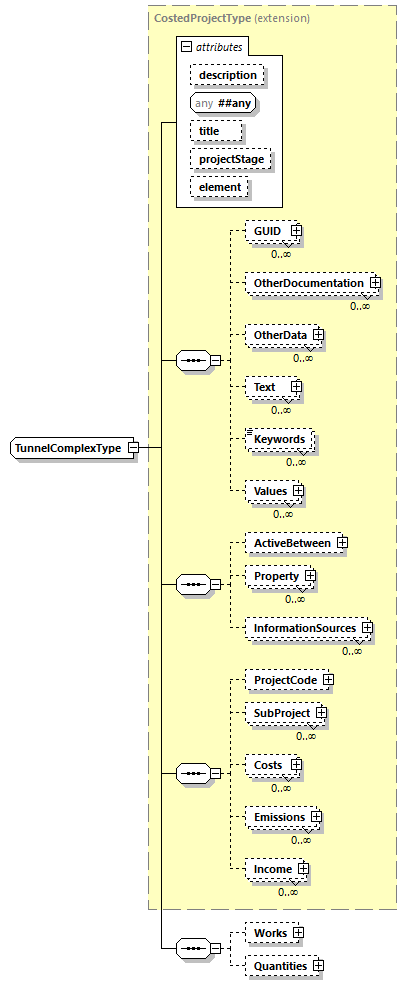 CostedProjectType (extension)
attributes
description
any ##any
title
projectStage
element
GUID
0..∞
OtherDocumentation
0..∞
OtherData
0..∞
Text
0..∞
Keywords
0..∞
Values
0..∞
TunnelComplexType
ActiveBetween
Property
0..∞
InformationSources
0..∞
ProjectCode
SubProject
0..∞
Costs
0..∞
Emissions
0..∞
Income
0..∞
Works
Quantities